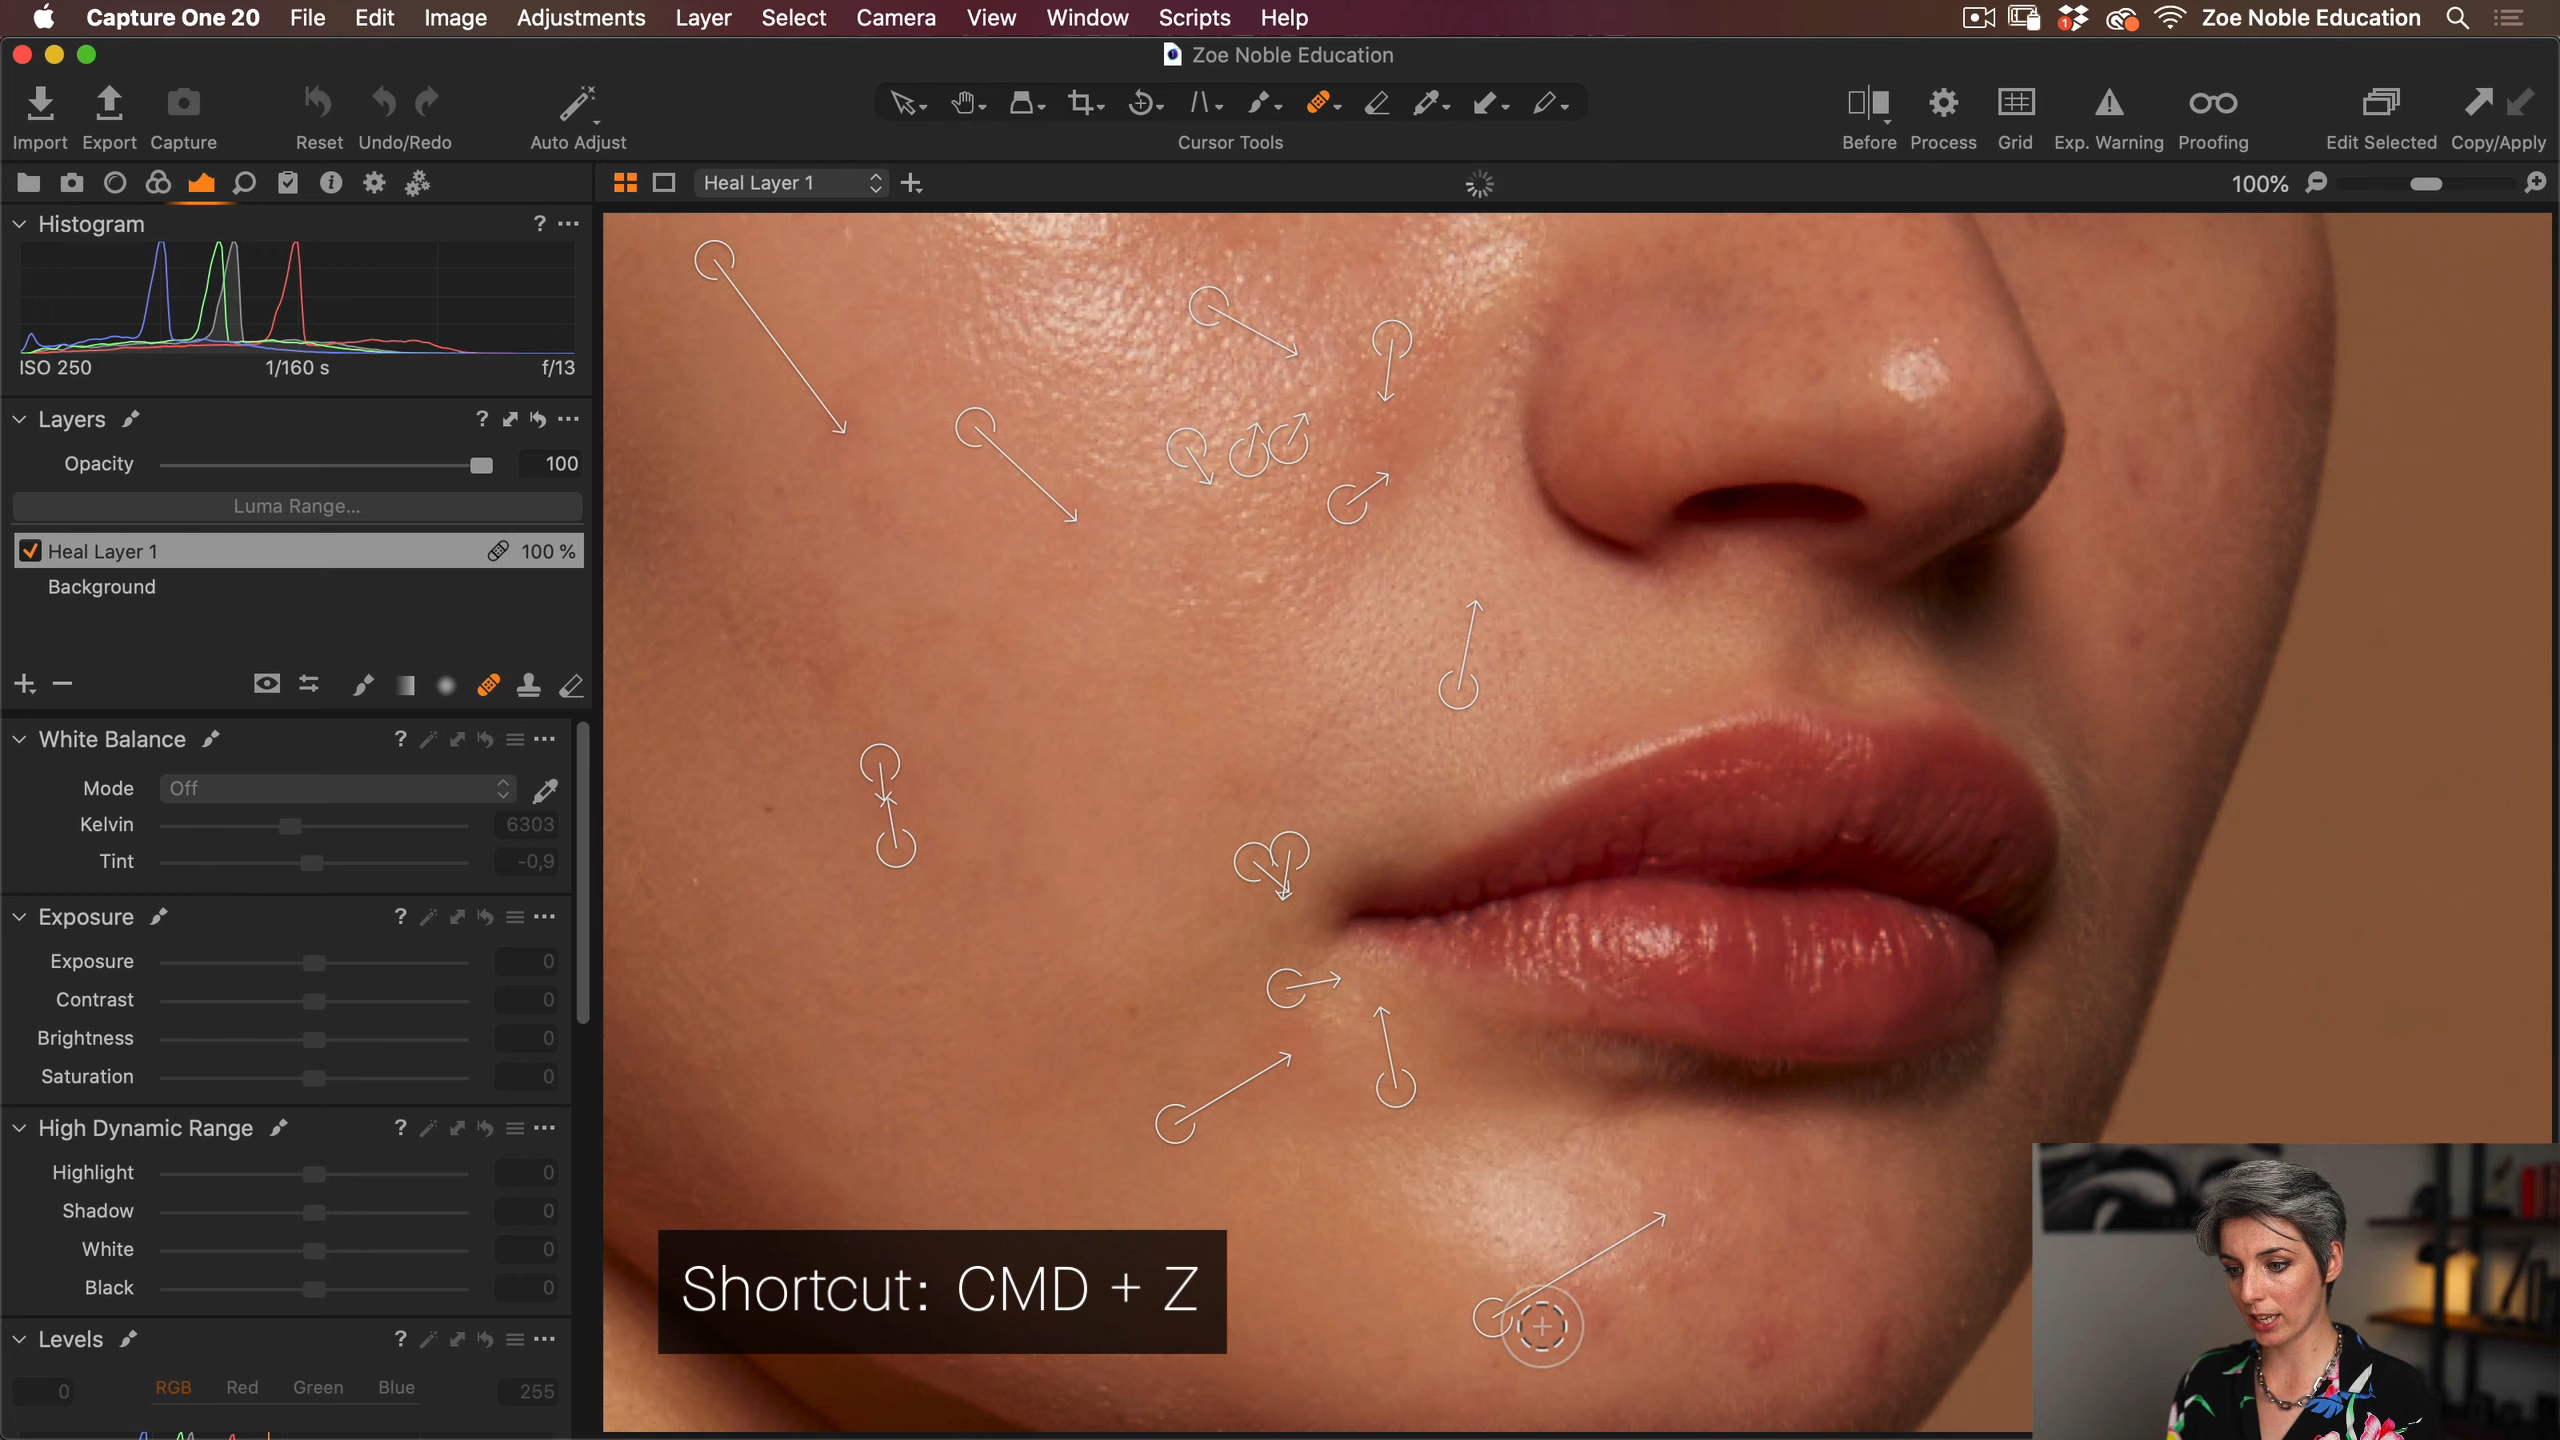 Capture One 20 File Edit Image Adjustments Layer Select Camera View Window Scripts Help 1 Zoe Noble Education
Zoe Noble Education
Import Export Capture Reset Undo/Redo Auto Adjust Cursor Tools Before Process Grid Exp. Warning Proofing Edit Selected Copy/Apply
Heal Layer 1 100%
Histogram ?
ISO 250 1/160 s f/13
Layers ?
Opacity 100
Luma Range...
Heal Layer 1 100 %
Background
White Balance ?
Mode Off
Kelvin 6303
Tint -0,9
Exposure ?
Exposure 0
Contrast 0
Brightness 0
Saturation 0
High Dynamic Range ?
Highlight 0
Shadow 0
White 0
Black 0
Levels ?
0 RGB Red Green Blue 255
Shortcut: CMD + Z